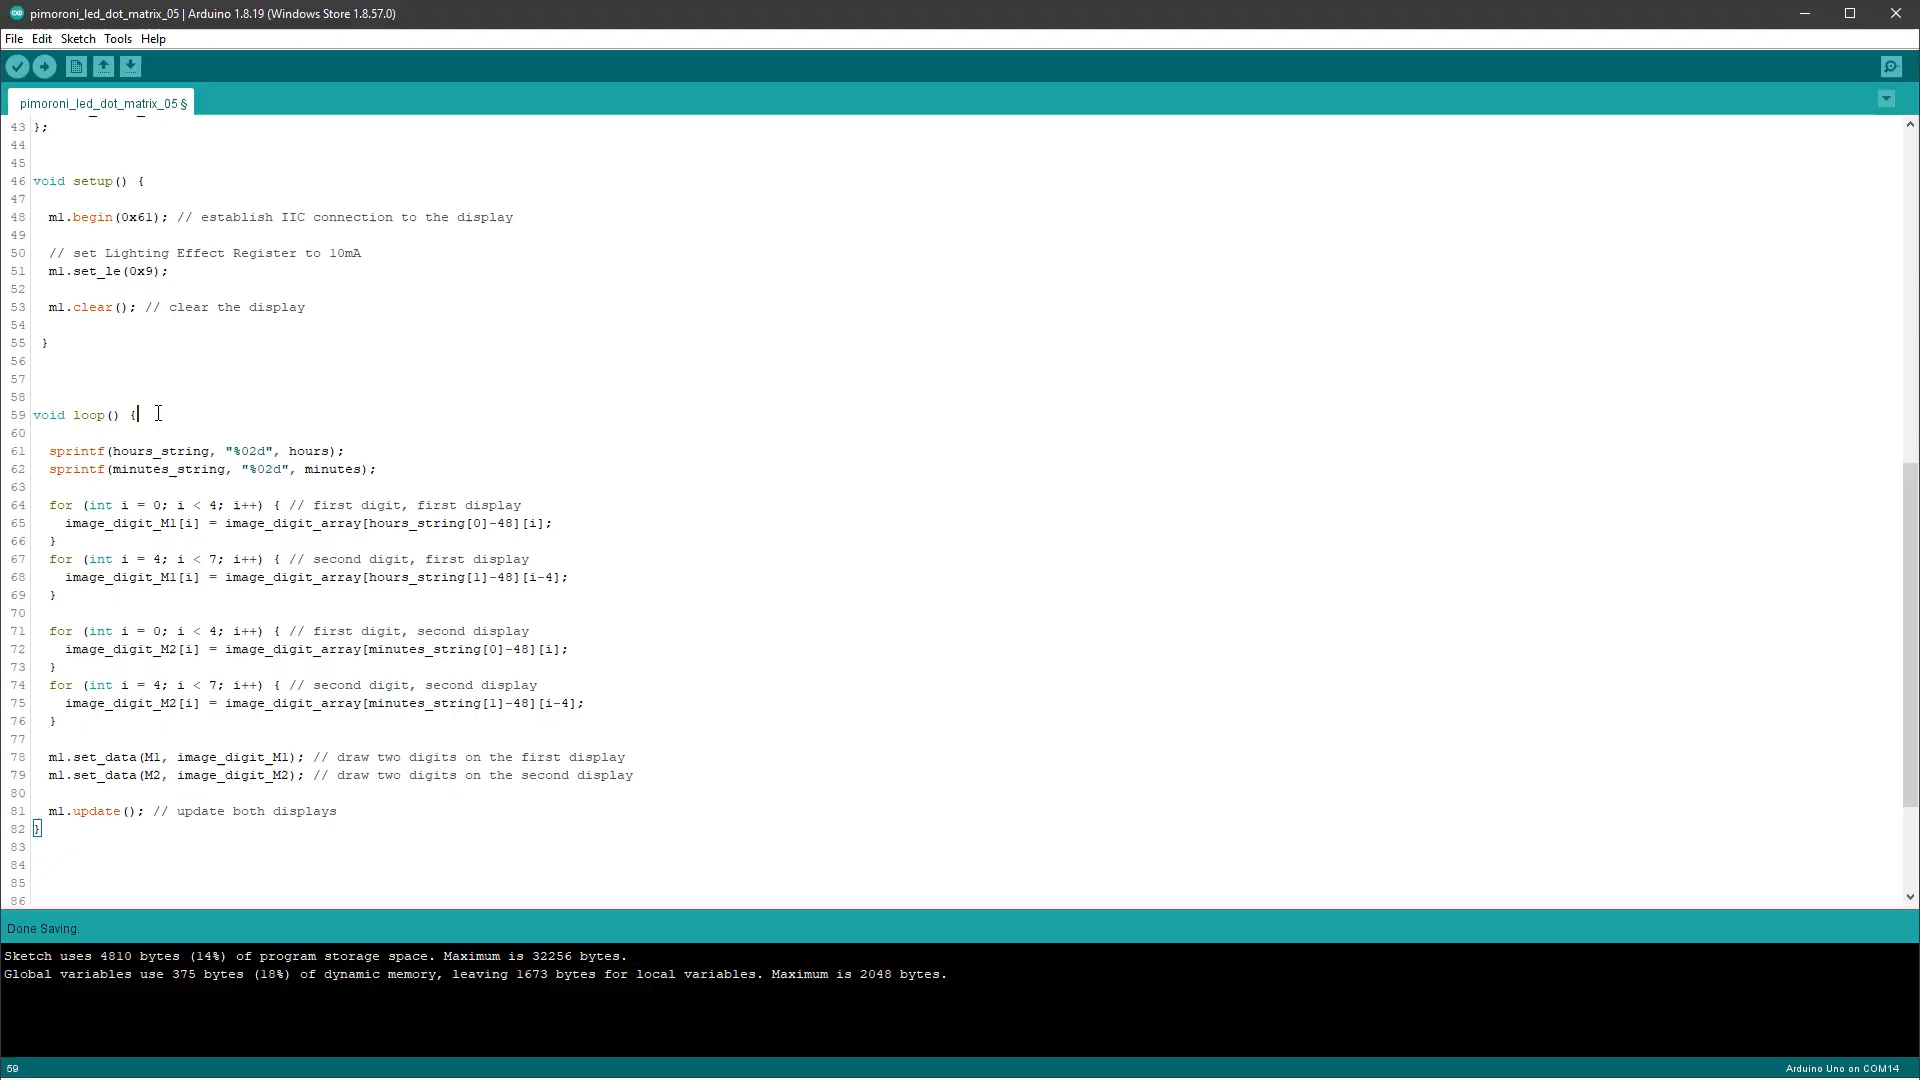 pimoroni_led_dot_matrix_05 | Arduino 1.8.19 (Windows Store 1.8.57.0)
File Edit Sketch Tools Help
pimoroni_led_dot_matrix_05 §
43 };
44
45
46 void setup() {
47
48   ml.begin(0x61); // establish IIC connection to the display
49
50   // set Lighting Effect Register to 10mA
51   ml.set_le(0x9);
52
53   ml.clear(); // clear the display
54
55  }
56
57
58
59 void loop() {
60
61   sprintf(hours_string, "%02d", hours);
62   sprintf(minutes_string, "%02d", minutes);
63
64   for (int i = 0; i < 4; i++) { // first digit, first display
65     image_digit_M1[i] = image_digit_array[hours_string[0]-48][i];
66   }
67   for (int i = 4; i < 7; i++) { // second digit, first display
68     image_digit_M1[i] = image_digit_array[hours_string[1]-48][i-4];
69   }
70
71   for (int i = 0; i < 4; i++) { // first digit, second display
72     image_digit_M2[i] = image_digit_array[minutes_string[0]-48][i];
73   }
74   for (int i = 4; i < 7; i++) { // second digit, second display
75     image_digit_M2[i] = image_digit_array[minutes_string[1]-48][i-4];
76   }
77
78   ml.set_data(M1, image_digit_M1); // draw two digits on the first display
79   ml.set_data(M2, image_digit_M2); // draw two digits on the second display
80
81   ml.update(); // update both displays
82 }
83
84
85
86
Done Saving.
Sketch uses 4810 bytes (14%) of program storage space. Maximum is 32256 bytes.
Global variables use 375 bytes (18%) of dynamic memory, leaving 1673 bytes for local variables. Maximum is 2048 bytes.
59 Arduino Uno on COM14